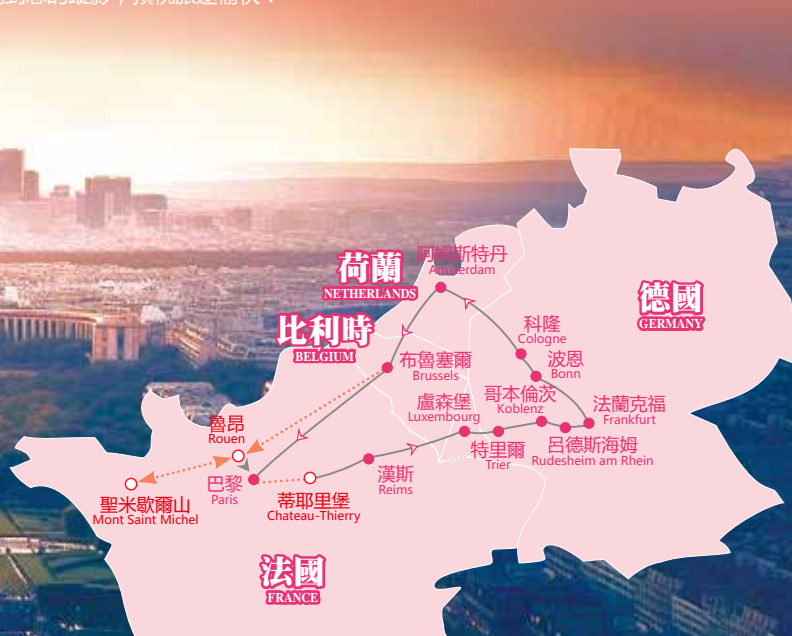 阿姆斯特丹
Amsterdam
荷蘭
NETHERLANDS
德國
GERMANY
比利時
BELGIUM
科隆
Cologne
波恩
Bonn
布魯塞爾
Brussels
哥本倫茨
Koblenz
盧森堡
Luxembourg
法蘭克福
Frankfurt
魯昂
Rouen
特里爾
Trier
呂德斯海姆
Rudesheim am Rhein
漢斯
Reims
巴黎
Paris
蒂耶里堡
Chateau-Thierry
聖米歇爾山
Mont Saint Michel
法國
FRANCE